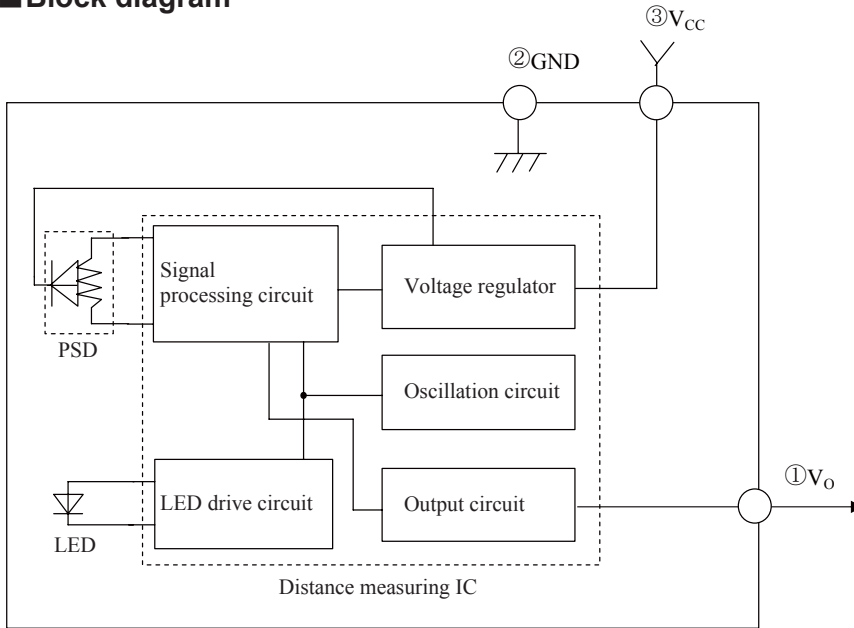 ■Block diagram
③VCC
②GND
Signal
processing circuit
Voltage regulator
PSD
Oscillation circuit
LED drive circuit
Output circuit
①VO
LED
Distance measuring IC